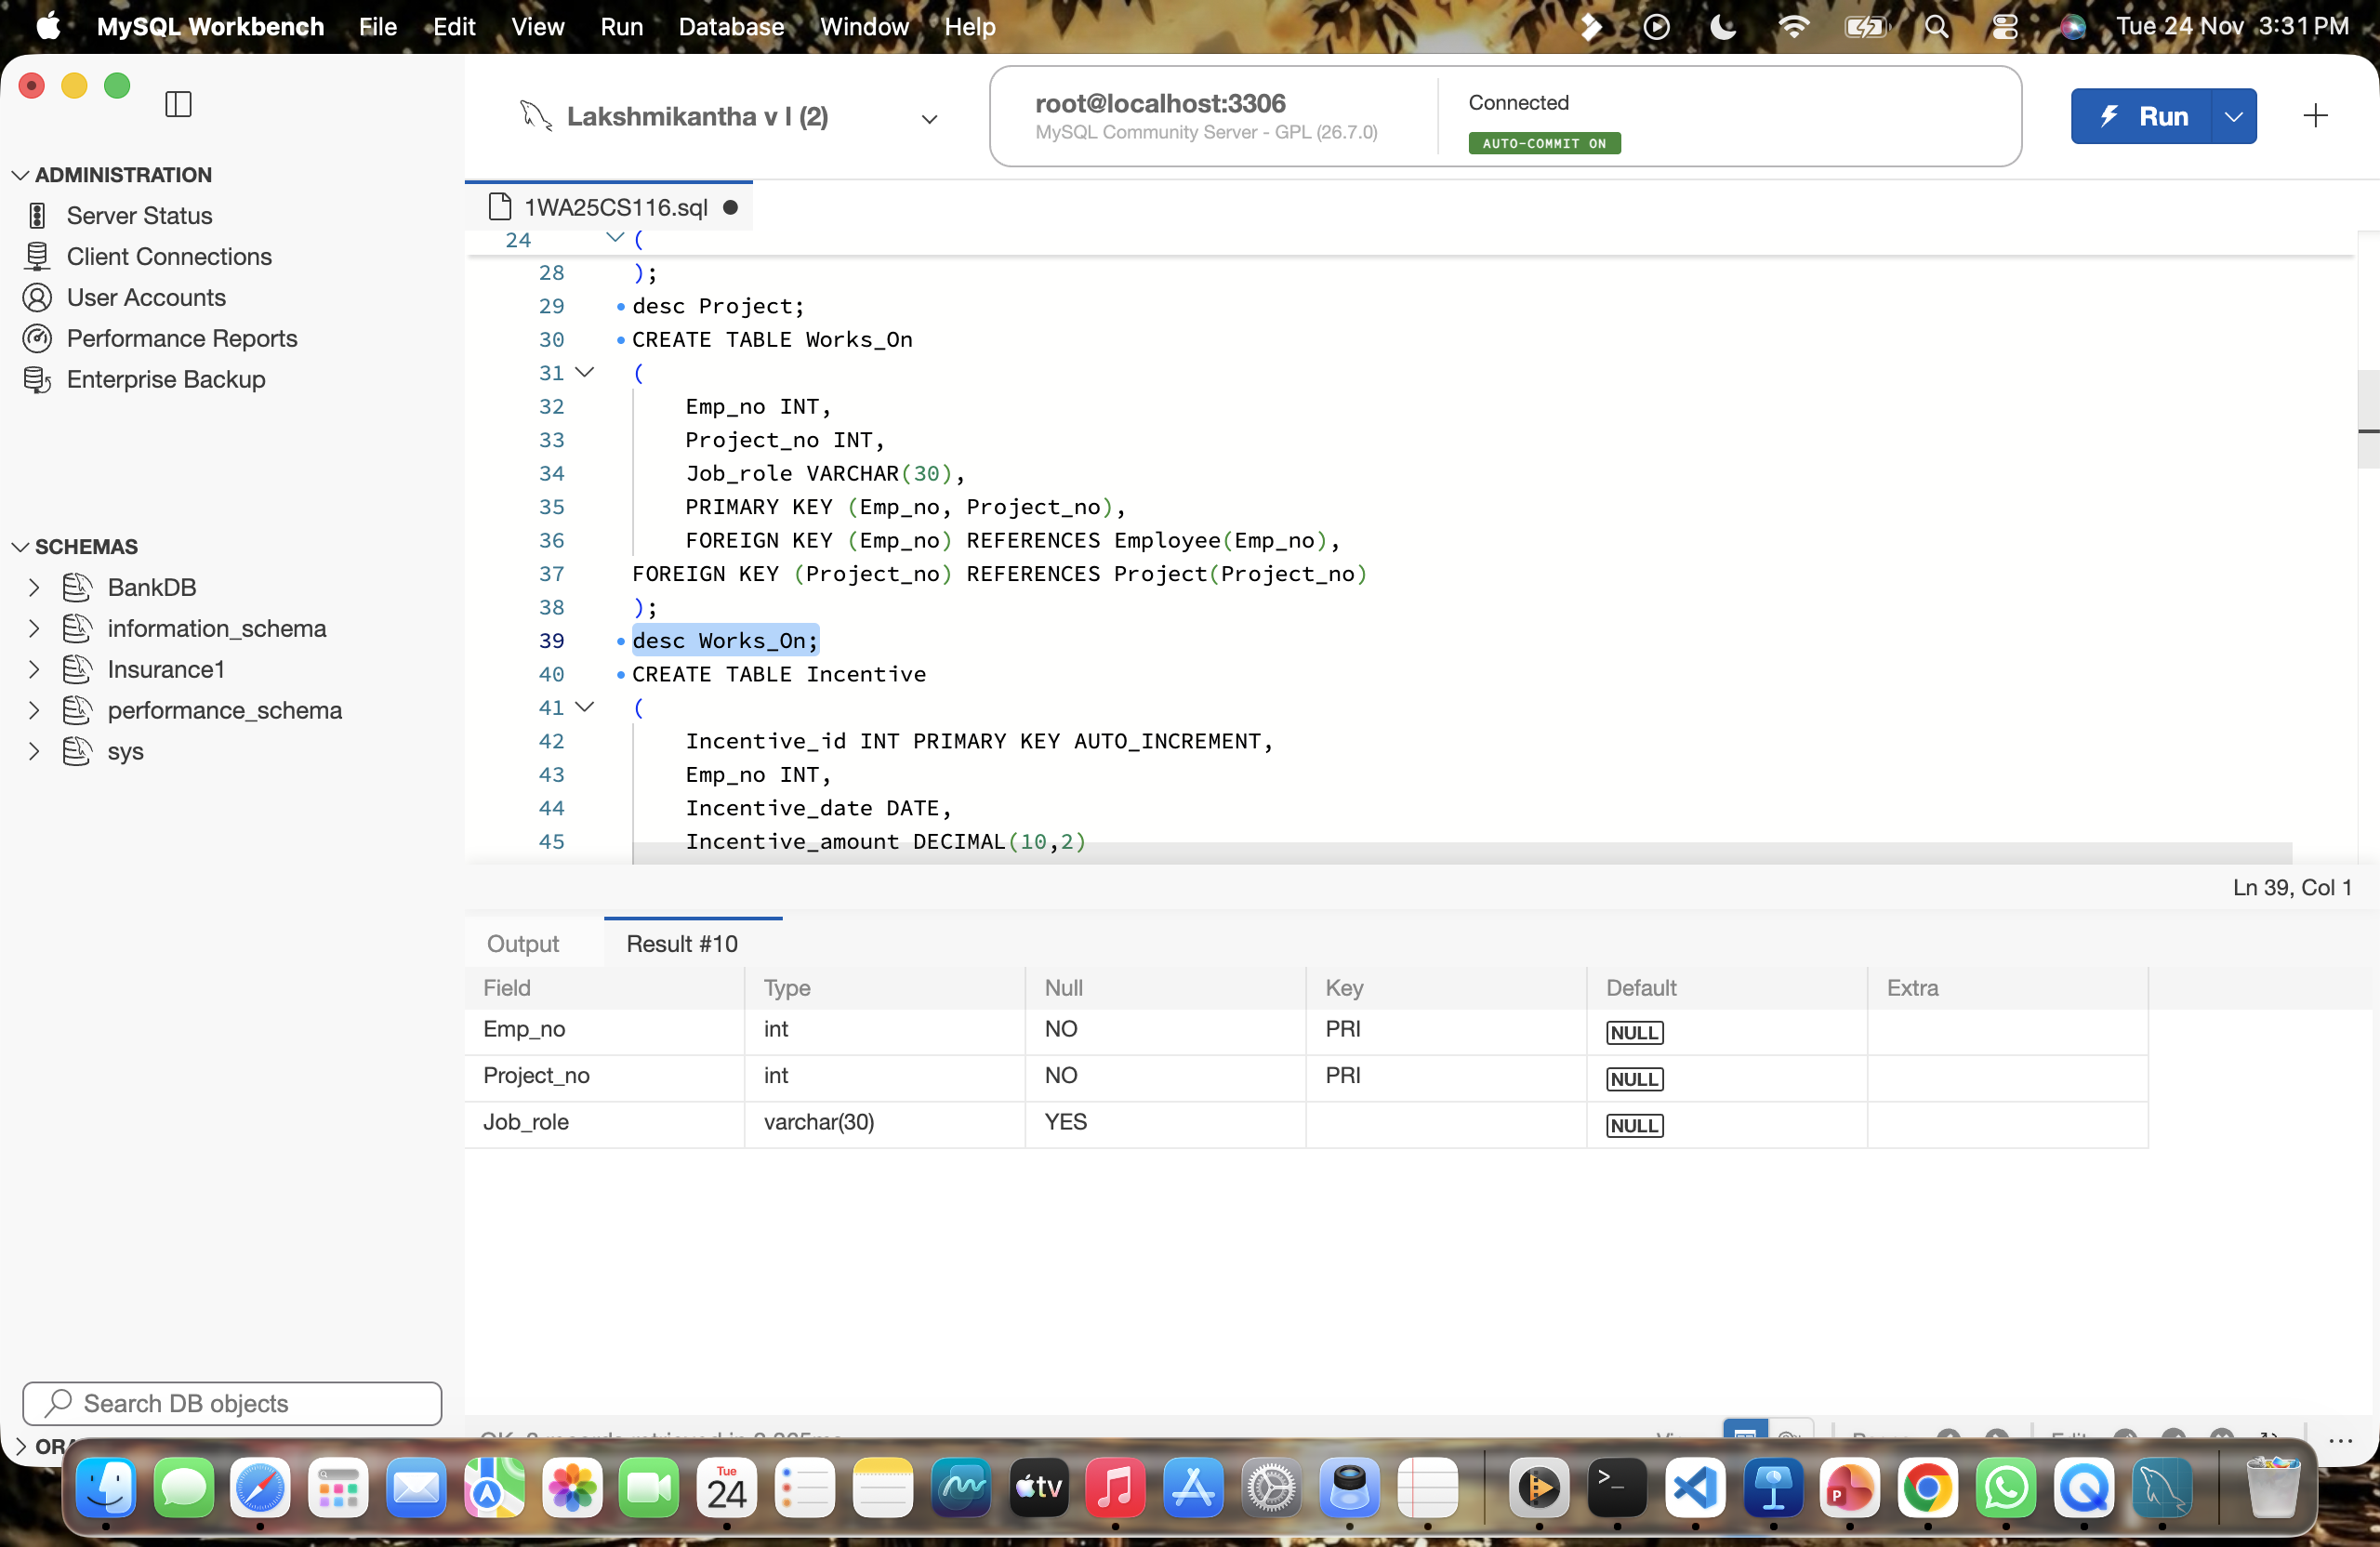 MySQL Workbench File Edit View Run Database Window Help Tue 24 Nov 3:31 PM
Lakshmikantha v l (2)
root@localhost:3306
MySQL Community Server - GPL (26.7.0)
Connected
AUTO-COMMIT ON
Run
ADMINISTRATION
Server Status
Client Connections
User Accounts
Performance Reports
Enterprise Backup
SCHEMAS
BankDB
information_schema
Insurance1
performance_schema
sys
Search DB objects
1WA25CS116.sql
24 (
28 );
29 desc Project;
30 CREATE TABLE Works_On
31 (
32 Emp_no INT,
33 Project_no INT,
34 Job_role VARCHAR(30),
35 PRIMARY KEY (Emp_no, Project_no),
36 FOREIGN KEY (Emp_no) REFERENCES Employee(Emp_no),
37 FOREIGN KEY (Project_no) REFERENCES Project(Project_no)
38 );
39 desc Works_On;
40 CREATE TABLE Incentive
41 (
42 Incentive_id INT PRIMARY KEY AUTO_INCREMENT,
43 Emp_no INT,
44 Incentive_date DATE,
45 Incentive_amount DECIMAL(10,2)
Ln 39, Col 1
Output Result #10
Field Type Null Key Default Extra
Emp_no int NO PRI NULL
Project_no int NO PRI NULL
Job_role varchar(30) YES NULL
Tue
24
tv
P